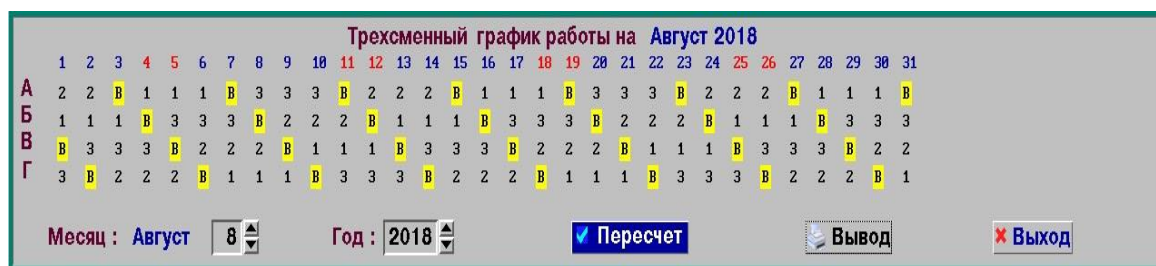 Трехсменный график работы на Август 2018
1 2 3 4 5 6 7 8 9 10 11 12 13 14 15 16 17 18 19 20 21 22 23 24 25 26 27 28 29 30 31
А 2 2 В 1 1 1 В 3 3 3 В 2 2 2 В 1 1 1 В 3 3 3 В 2 2 2 В 1 1 1 В
Б 1 1 1 В 3 3 3 В 2 2 2 В 1 1 1 В 3 3 3 В 2 2 2 В 1 1 1 В 3 3 3
В В 3 3 3 В 2 2 2 В 1 1 1 В 3 3 3 В 2 2 2 В 1 1 1 В 3 3 3 В 2 2
Г 3 В 2 2 2 В 1 1 1 В 3 3 3 В 2 2 2 В 1 1 1 В 3 3 3 В 2 2 2 В 1
Месяц : Август 8 Год : 2018 Пересчет Вывод Выход